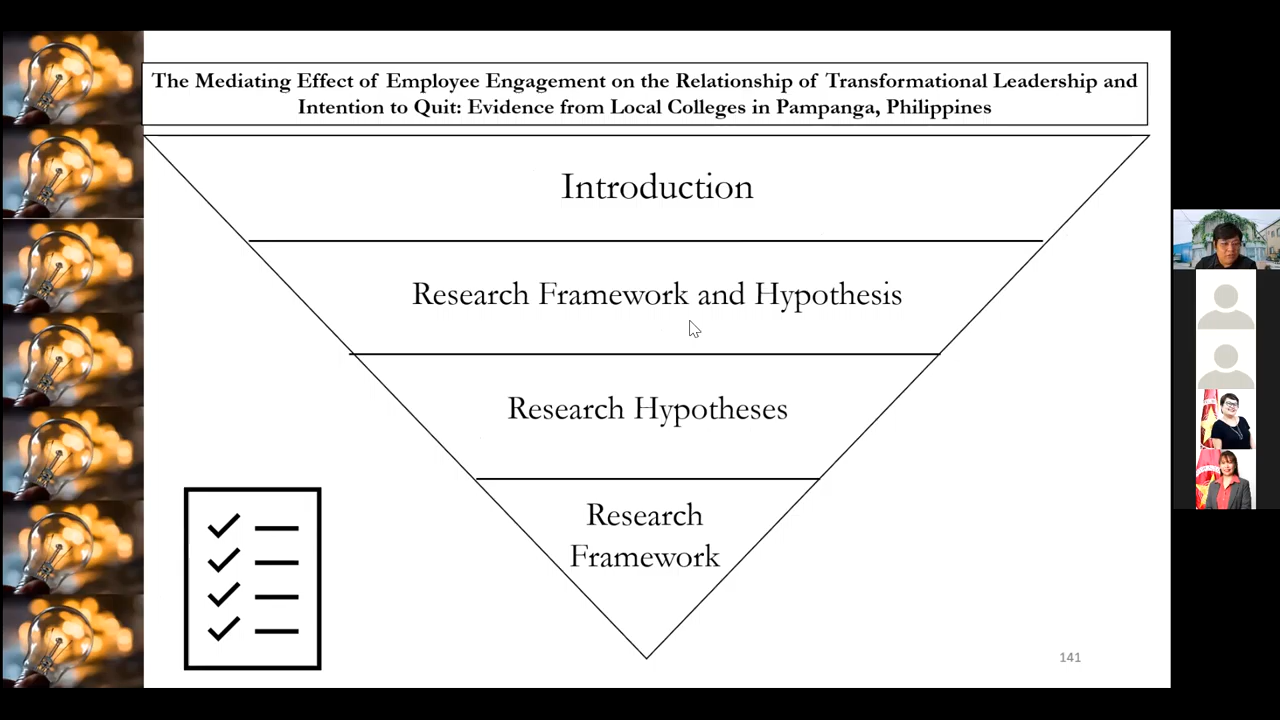 The Mediating Effect of Employee Engagement on the Relationship of Transformational Leadership and
Intention to Quit: Evidence from Local Colleges in Pampanga, Philippines
Introduction
Research Framework and Hypothesis
Research Hypotheses
Research
Framework
141